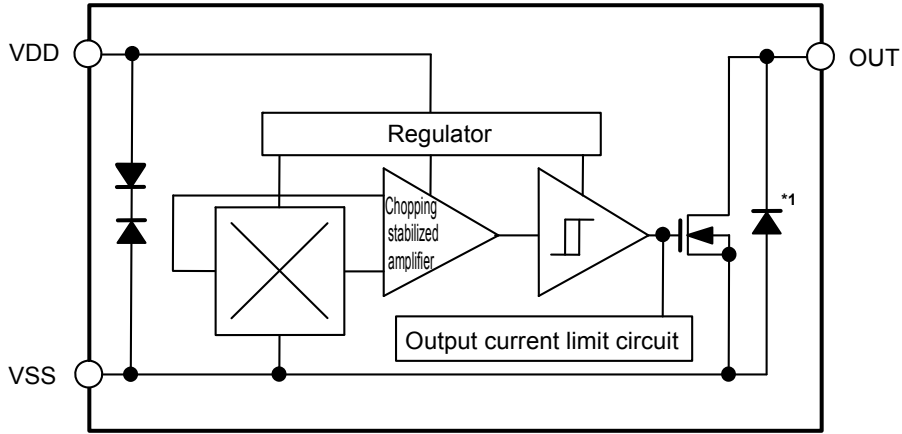 VDD
OUT
Regulator
Chopping
stabilized
amplifier
*1
Output current limit circuit
VSS